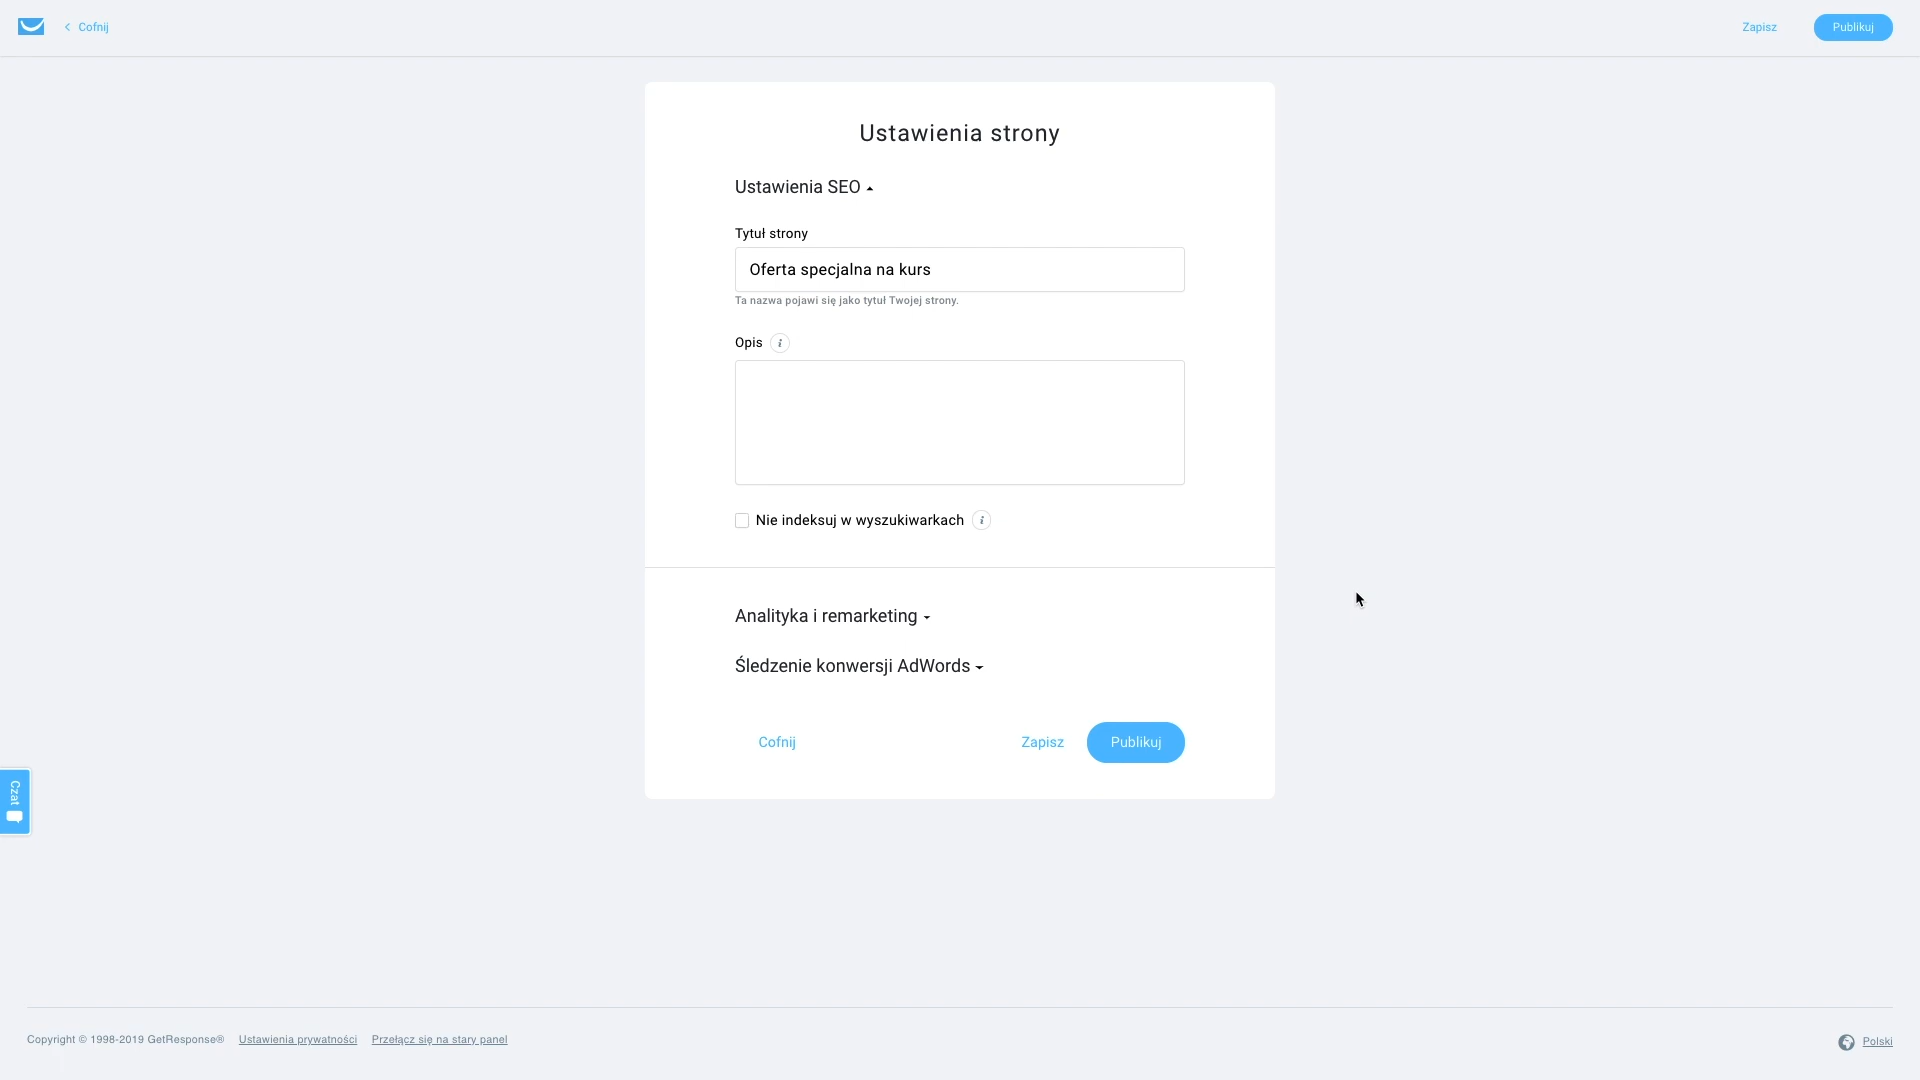 Cofnij
Zapisz
Publikuj
Ustawienia strony
Ustawienia SEO
Tytuł strony
Oferta specjalna na kurs
Ta nazwa pojawi się jako tytuł Twojej strony.
Opis i
Nie indeksuj w wyszukiwarkach i
Analityka i remarketing
Śledzenie konwersji AdWords
Cofnij
Zapisz
Publikuj
Czat
Copyright © 1998-2019 GetResponse® Ustawienia prywatności Przełącz się na stary panel
Polski